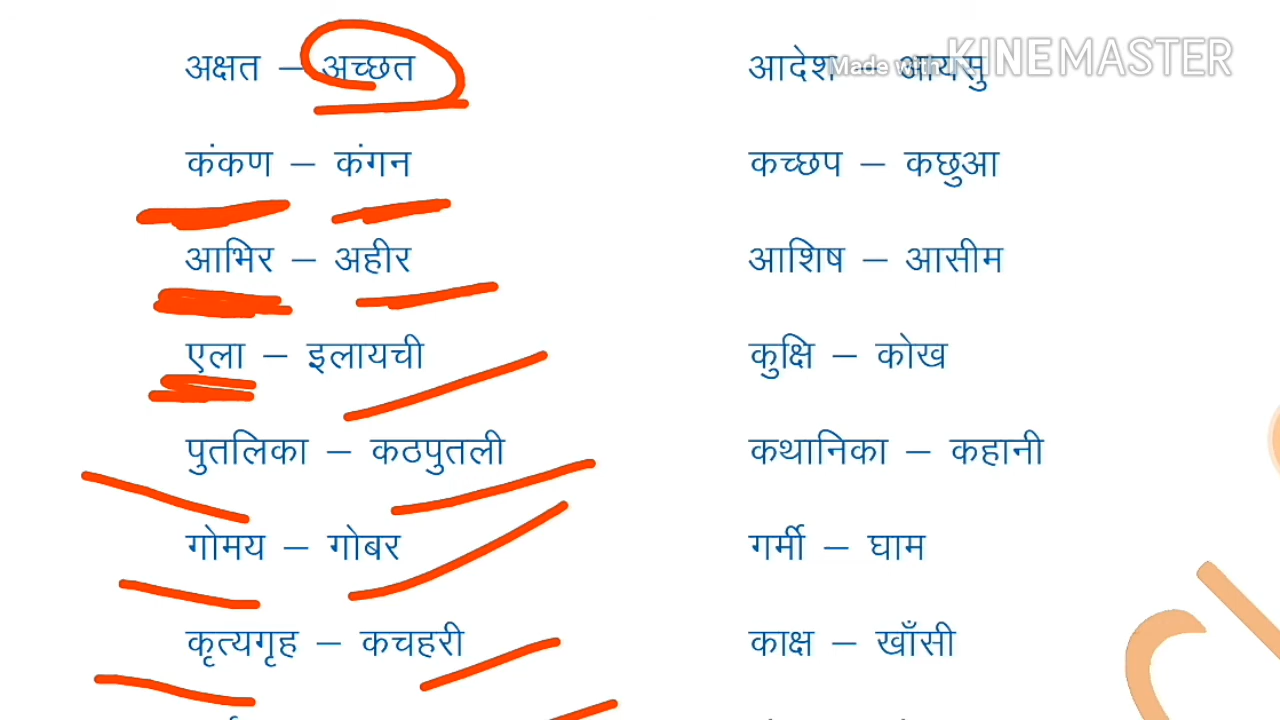 अक्षत – अच्छत
आदेश – आयसु
Made with KINEMASTER
कंकण – कंगन
कच्छप – कछुआ
आभिर – अहीर
आशिष – आसीम
एला – इलायची
कुक्षि – कोख
पुतलिका – कठपुतली
कथानिका – कहानी
गोमय – गोबर
गर्मी – घाम
कृत्यगृह – कचहरी
काक्ष – खाँसी